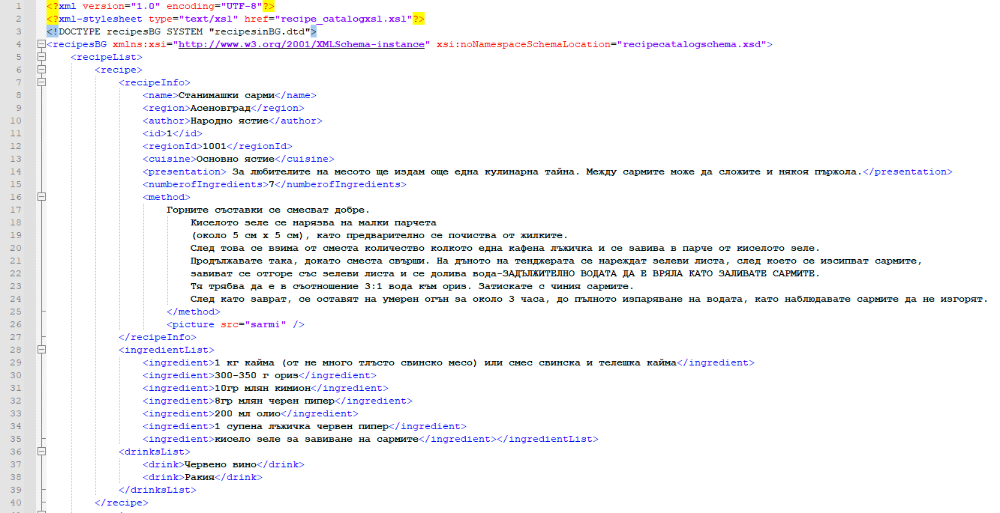 1 <?xml version="1.0" encoding="UTF-8"?>
2 <?xml-stylesheet type="text/xsl" href="recipe_catalogxsl.xsl"?>
3 <!DOCTYPE recipesBG SYSTEM "recipesinBG.dtd">
4 <recipesBG xmlns:xsi="http://www.w3.org/2001/XMLSchema-instance" xsi:noNamespaceSchemaLocation="recipecatalogschema.xsd">
5 <recipeList>
6 <recipe>
7 <recipeInfo>
8 <name>Станимашки сарми</name>
9 <region>Асеновград</region>
10 <author>Народно ястие</author>
11 <id>1</id>
12 <regionId>1001</regionId>
13 <cuisine>Основно ястие</cuisine>
14 <presentation> За любителите на месото ще издам още една кулинарна тайна. Между сармите може да сложите и някоя пържола.</presentation>
15 <numberofIngredients>7</numberofIngredients>
16 <method>
17 Горните съставки се смесват добре.
18 Киселото зеле се нарязва на малки парчета
19 (около 5 см х 5 см), като предварително се почиства от жилките.
20 След това се взима от сместа количество колкото една кафена лъжичка и се завива в парче от киселото зеле.
21 Продължавате така, докато сместа свърши. На дъното на тенджерата се нареждат зелеви листа, след което се изсипват сармите,
22 завиват се отгоре със зелеви листа и се долива вода-ЗАДЪЛЖИТЕЛНО ВОДАТА ДА Е ВРЯЛА КАТО ЗАЛИВАТЕ САРМИТЕ.
23 Тя трябва да е в съотношение 3:1 вода към ориз. Затискате с чиния сармите.
24 След като заврат, се оставят на умерен огън за около 3 часа, до пълното изпаряване на водата, като наблюдавате сармите да не изгорят.
25 </method>
26 <picture src="sarmi" />
27 </recipeInfo>
28 <ingredientList>
29 <ingredient>1 кг кайма (от не много тлъсто свинско месо) или смес свинска и телешка кайма</ingredient>
30 <ingredient>300-350 г ориз</ingredient>
31 <ingredient>10гр млян кимион</ingredient>
32 <ingredient>8гр млян черен пипер</ingredient>
33 <ingredient>200 мл олио</ingredient>
34 <ingredient>1 супена лъжичка червен пипер</ingredient>
35 <ingredient>кисело зеле за завиване на сармите</ingredient></ingredientList>
36 <drinksList>
37 <drink>Червено вино</drink>
38 <drink>Ракия</drink>
39 </drinksList>
40 </recipe>